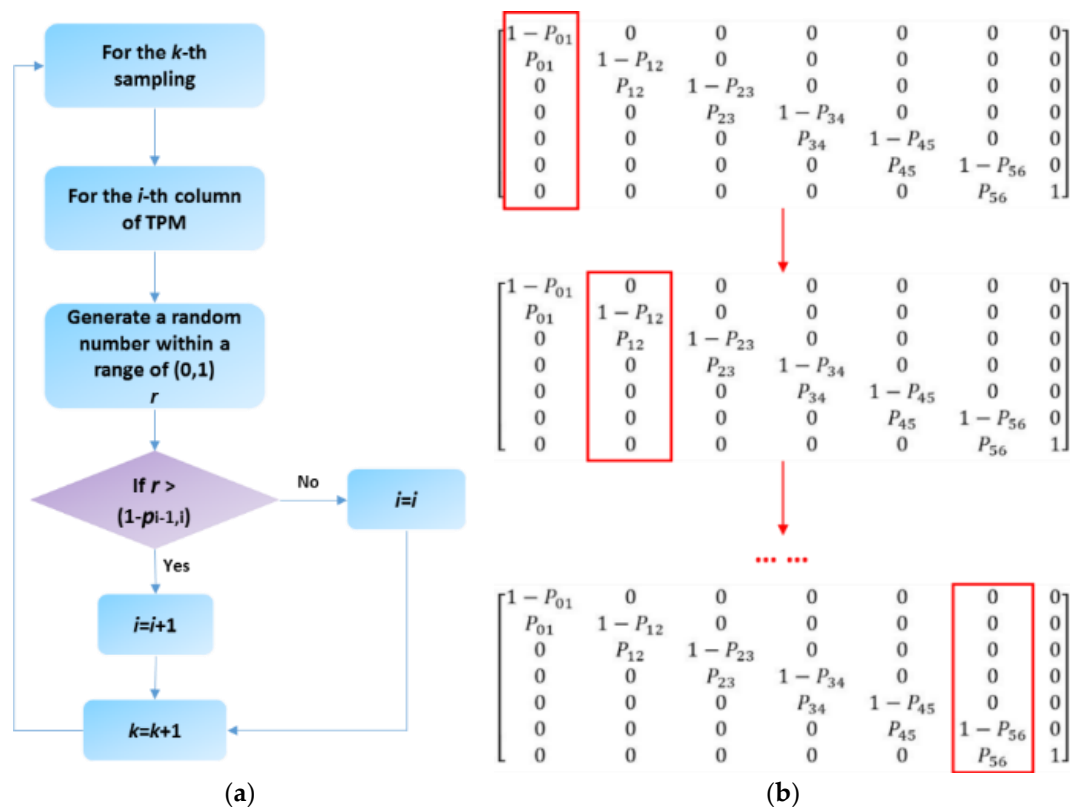 For the k-th
sampling
For the i-th column
of TPM
Generate a random
number within a
range of (0,1)
r
If r >
(1-pi-1,i)
No
i=i
Yes
i=i+1
k=k+1
(a)
1 − P01 0 0 0 0 0 0
P01 1 − P12 0 0 0 0 0
0 P12 1 − P23 0 0 0 0
0 0 P23 1 − P34 0 0 0
0 0 0 P34 1 − P45 0 0
0 0 0 0 P45 1 − P56 0
0 0 0 0 0 P56 1
1 − P01 0 0 0 0 0 0
P01 1 − P12 0 0 0 0 0
0 P12 1 − P23 0 0 0 0
0 0 P23 1 − P34 0 0 0
0 0 0 P34 1 − P45 0 0
0 0 0 0 P45 1 − P56 0
0 0 0 0 0 P56 1
... ...
1 − P01 0 0 0 0 0 0
P01 1 − P12 0 0 0 0 0
0 P12 1 − P23 0 0 0 0
0 0 P23 1 − P34 0 0 0
0 0 0 P34 1 − P45 0 0
0 0 0 0 P45 1 − P56 0
0 0 0 0 0 P56 1
(b)